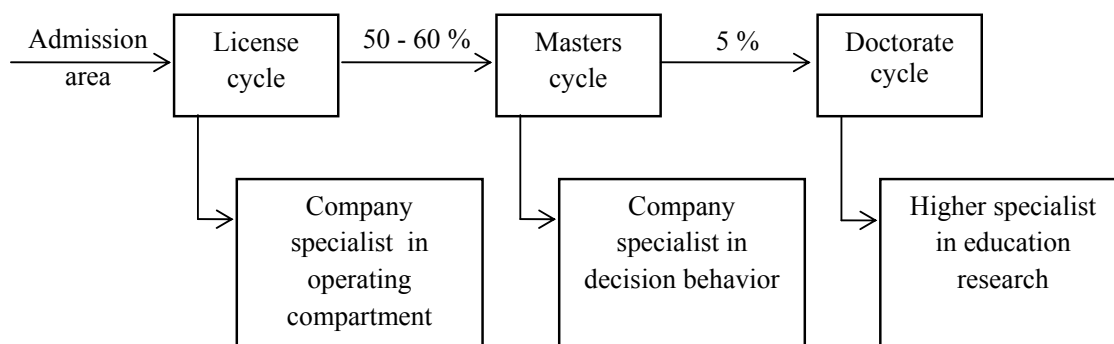 Admission
area
License
cycle
50 - 60 %
Masters
cycle
5 %
Doctorate
cycle
Company
specialist in
operating
compartment
Company
specialist in
decision behavior
Higher specialist
in education
research